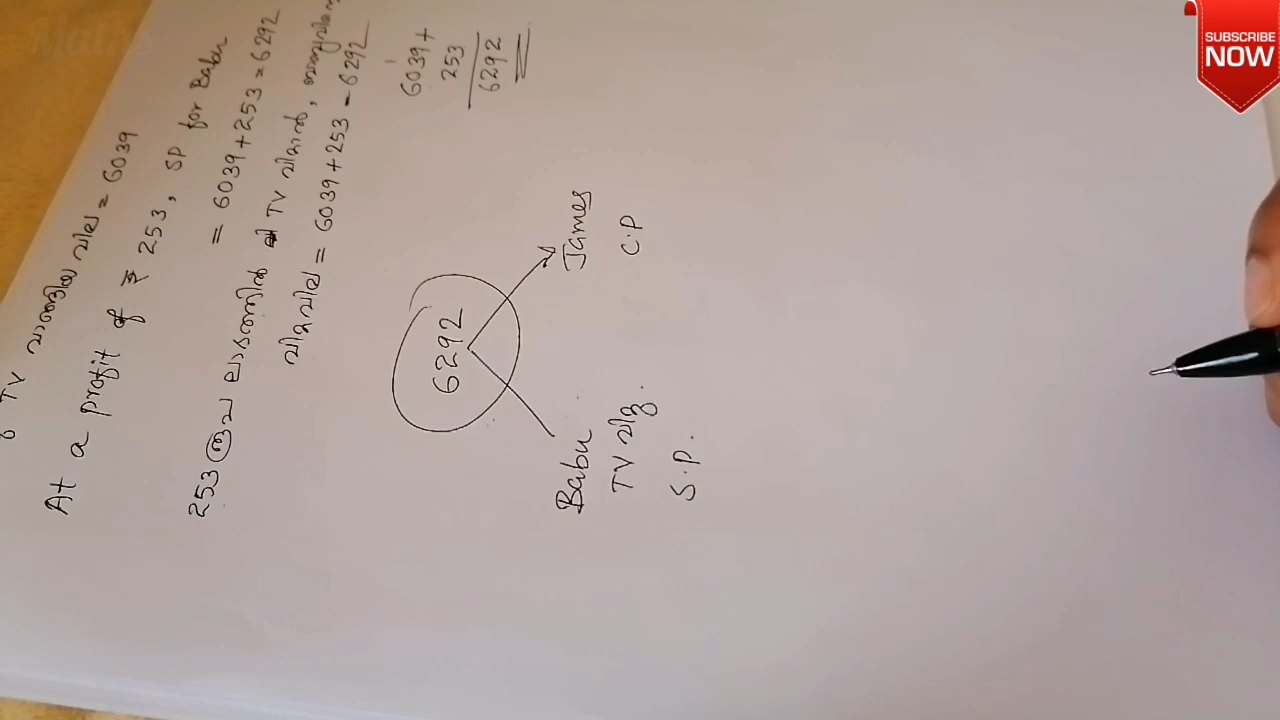 TV വാങ്ങിയ വില = 6039
At a profit of ₹ 253, SP for Babu
= 6039+253 = 6292
253 രൂപ ലാഭത്തിൽ TV വിറ്റാൽ,
വിറ്റവില = 6039+253 = 6292
6039+
253
6292
6292
Babu James
TV വിറ്റു. C.P
S.P.
SUBSCRIBE
NOW
Maths